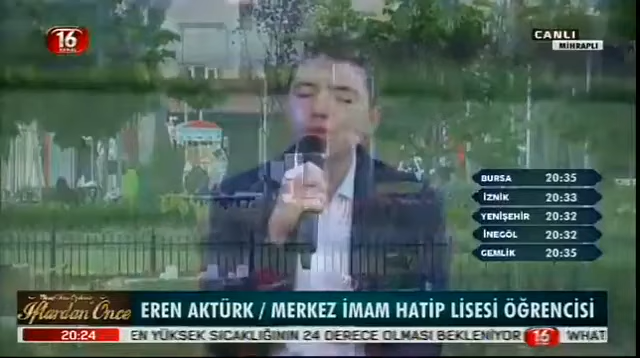 16
CANLI
MİHRAPLI
BURSA 20:35
İZNİK 20:33
YENİŞEHİR 20:32
İNEGÖL 20:32
GEMLİK 20:35
İftardan Önce
EREN AKTÜRK / MERKEZ İMAM HATİP LİSESİ ÖĞRENCİSİ
20:24 EN YÜKSEK SICAKLIĞININ 24 DERECE OLMASI BEKLENİYOR 16 WHAT